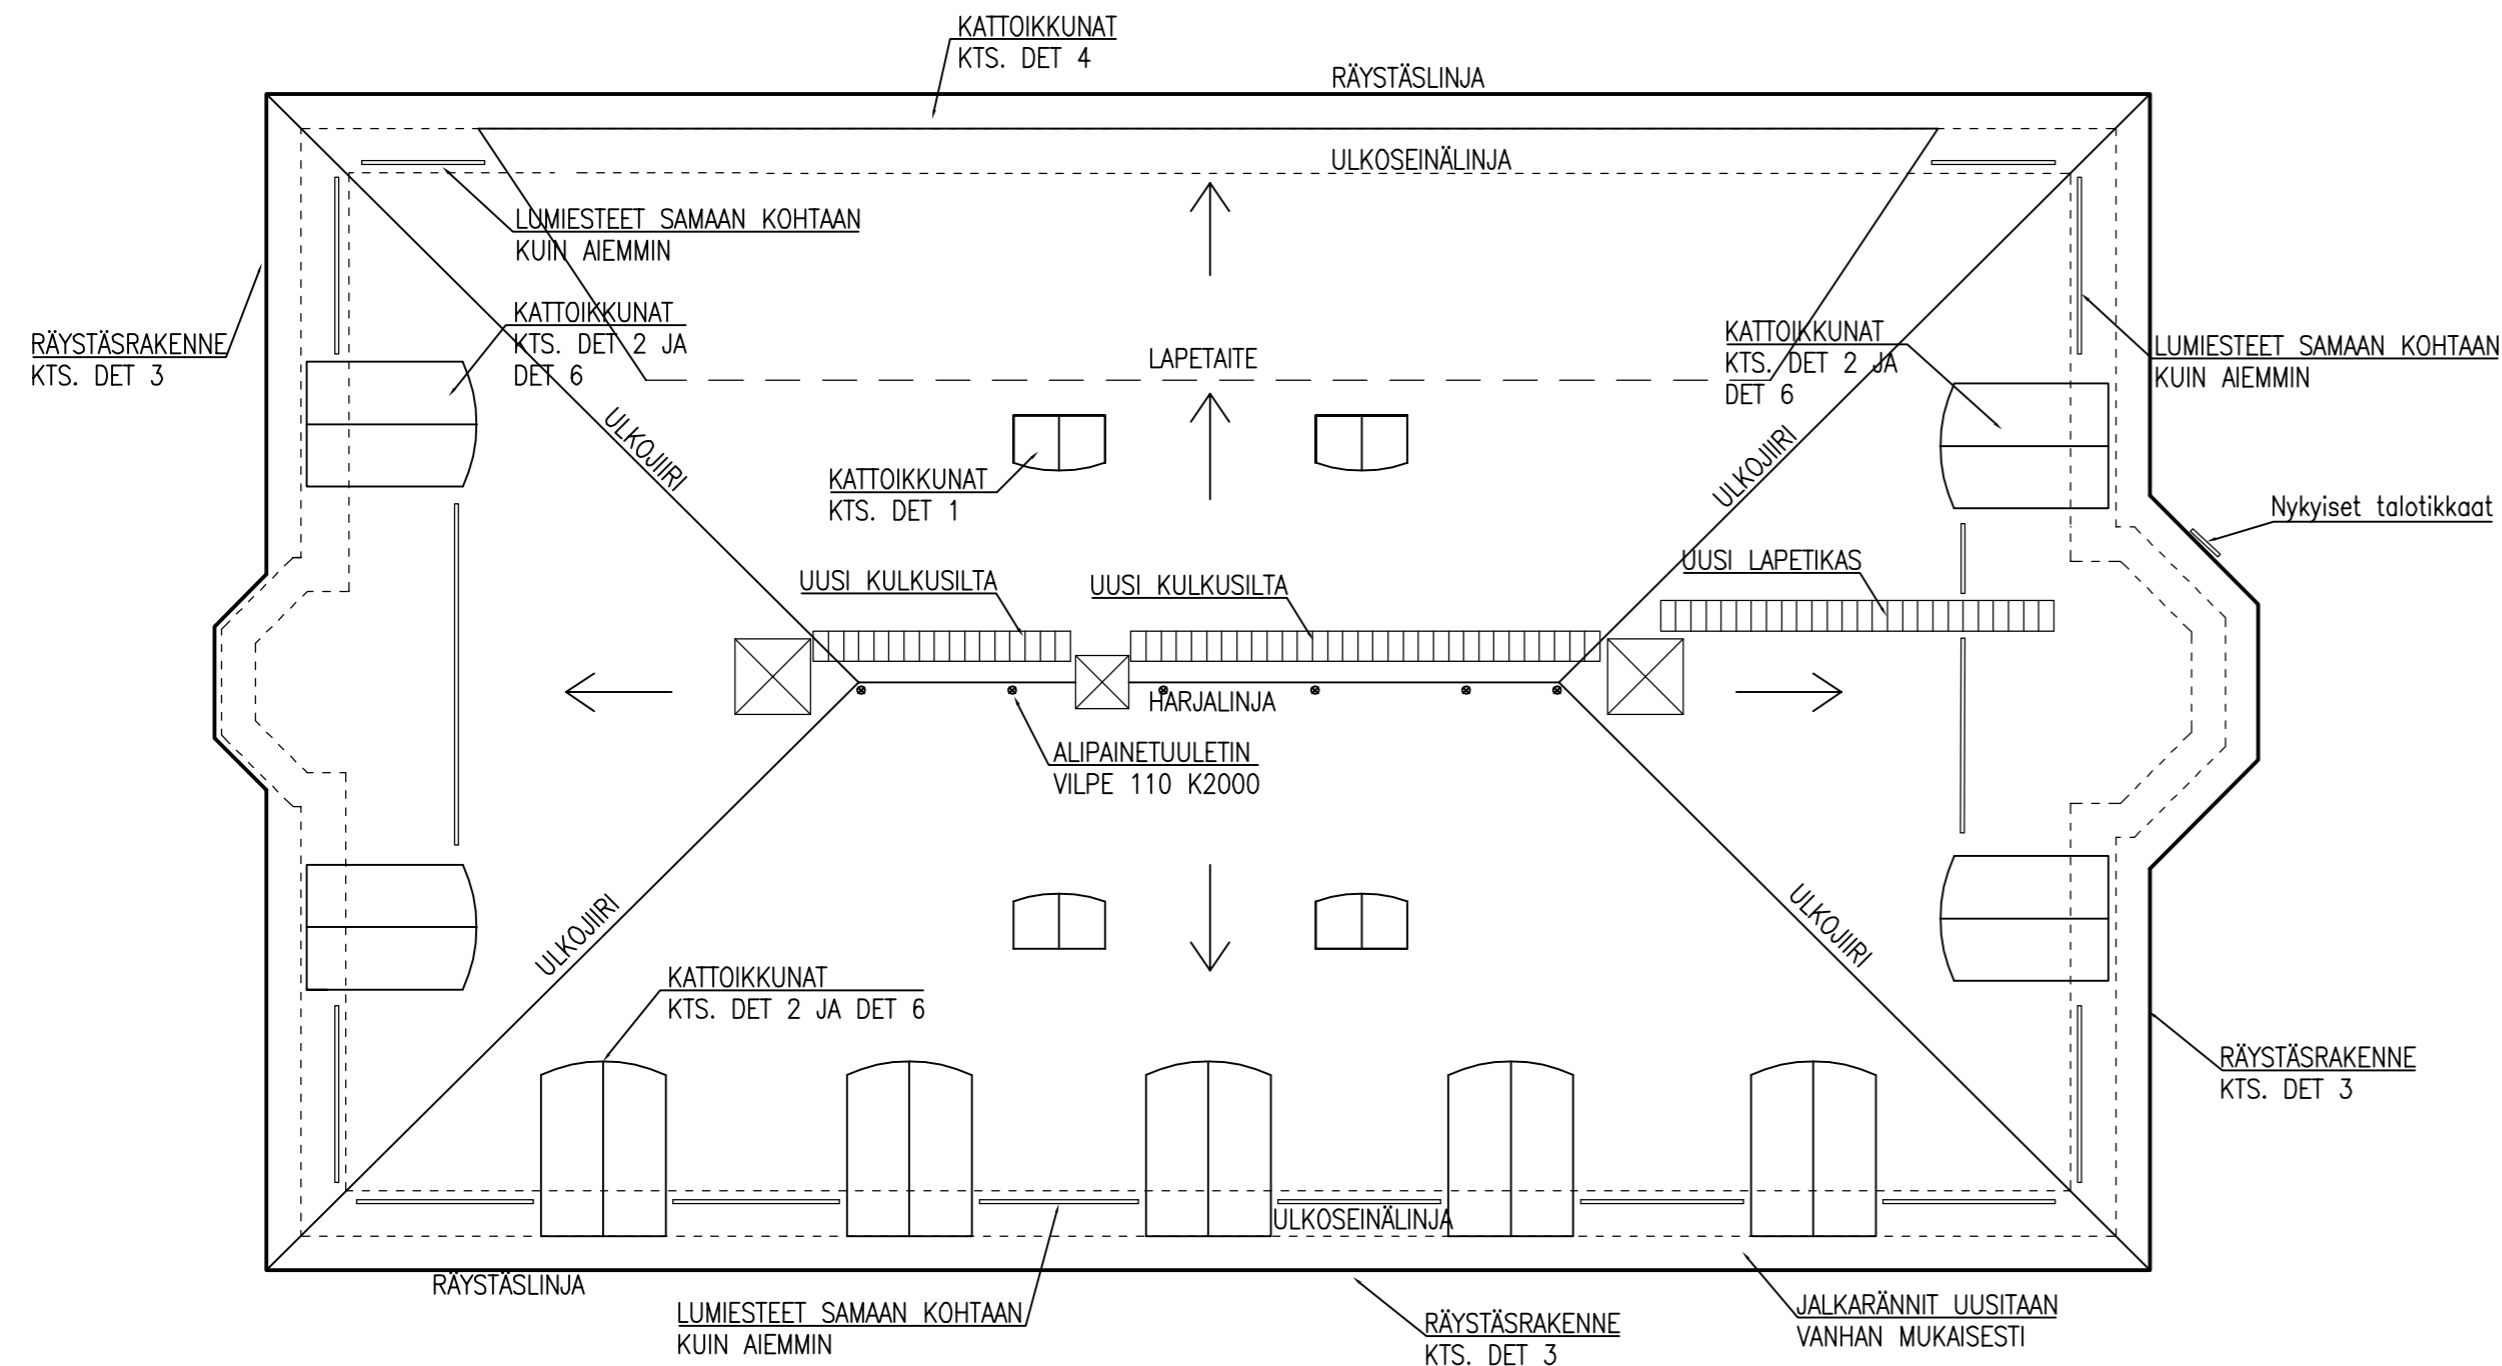 KATTOIKKUNAT
KTS. DET 4
RÄYSTÄSLINJA
ULKOSEINÄLINJA
LUMIESTEET SAMAAN KOHTAAN
KUIN AIEMMIN
RÄYSTÄSRAKENNE
KTS. DET 3
KATTOIKKUNAT
KTS. DET 2 JA
DET 6
LAPETAITE
KATTOIKKUNAT
KTS. DET 2 JA
DET 6
LUMIESTEET SAMAAN KOHTAAN
KUIN AIEMMIN
ULKOJIIRI
ULKOJIIRI
KATTOIKKUNAT
KTS. DET 1
Nykyiset talotikkaat
UUSI KULKUSILTA
UUSI KULKUSILTA
UUSI LAPETIKAS
HARJALINJA
ALIPAINETUULETIN
VILPE 110 K2000
ULKOJIIRI
ULKOJIIRI
KATTOIKKUNAT
KTS. DET 2 JA DET 6
RÄYSTÄSRAKENNE
KTS. DET 3
ULKOSEINÄLINJA
RÄYSTÄSLINJA
LUMIESTEET SAMAAN KOHTAAN
KUIN AIEMMIN
RÄYSTÄSRAKENNE
KTS. DET 3
JALKARÄNNIT UUSITAAN
VANHAN MUKAISESTI